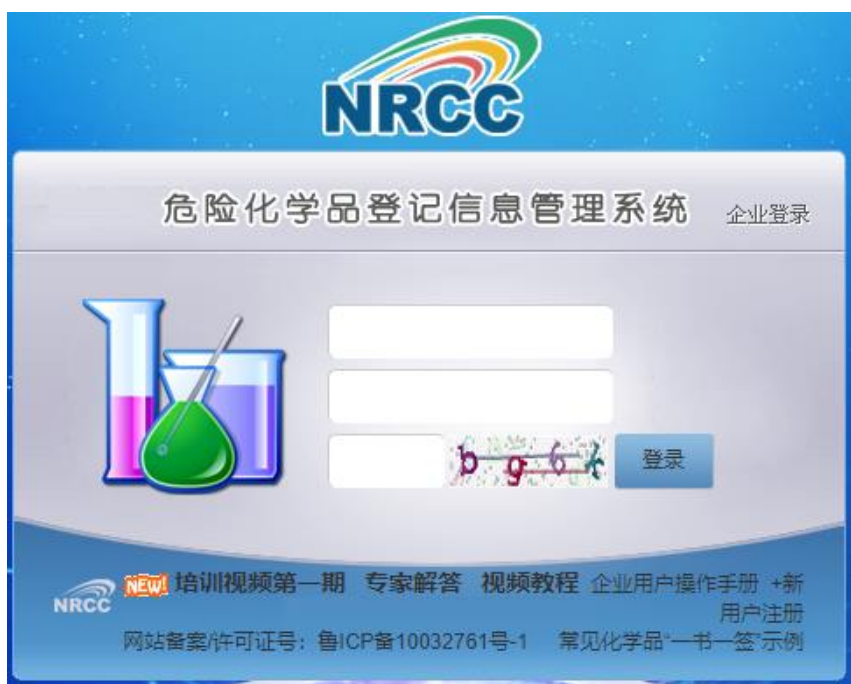 NRCC
危险化学品登记信息管理系统 企业登录
登录
NRCC NEW! 培训视频第一期 专家解答 视频教程 企业用户操作手册 +新
用户注册
网站备案/许可证号：鲁ICP备10032761号-1 常见化学品“一书一签”示例